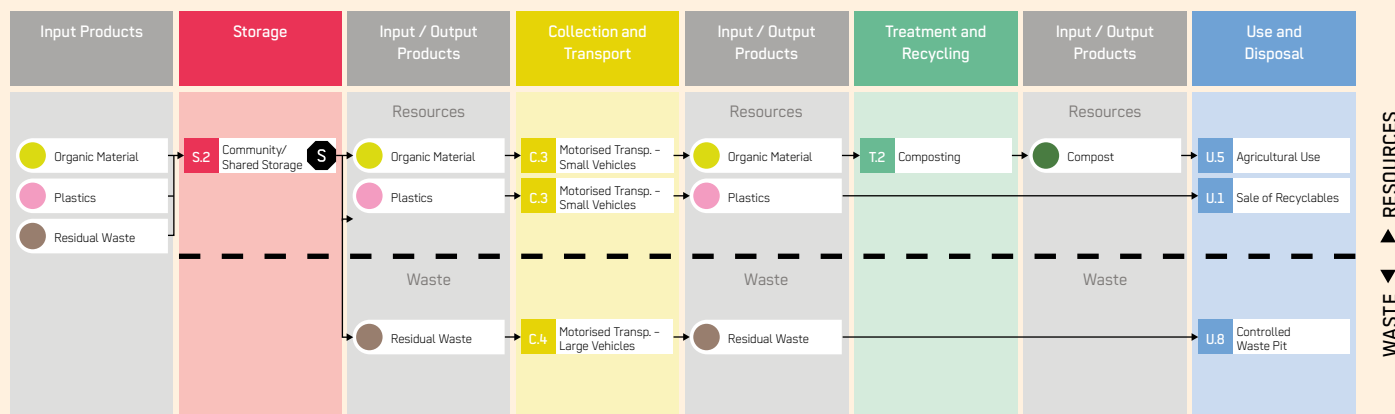 Input Products
Storage
Input / Output
Products
Collection and
Transport
Input / Output
Products
Treatment and
Recycling
Input / Output
Products
Use and
Disposal
Resources
Resources
Resources
Organic Material
S.2
Community/
Shared Storage
S
Organic Material
C.3
Motorised Transp. –
Small Vehicles
Organic Material
T.2
Composting
Compost
U.5
Agricultural Use
Plastics
Plastics
C.3
Motorised Transp. –
Small Vehicles
Plastics
U.1
Sale of Recyclables
Residual Waste
Waste
Waste
Waste
Residual Waste
C.4
Motorised Transp. –
Large Vehicles
Residual Waste
U.8
Controlled
Waste Pit
WASTE ◀ ▶ RESOURCES